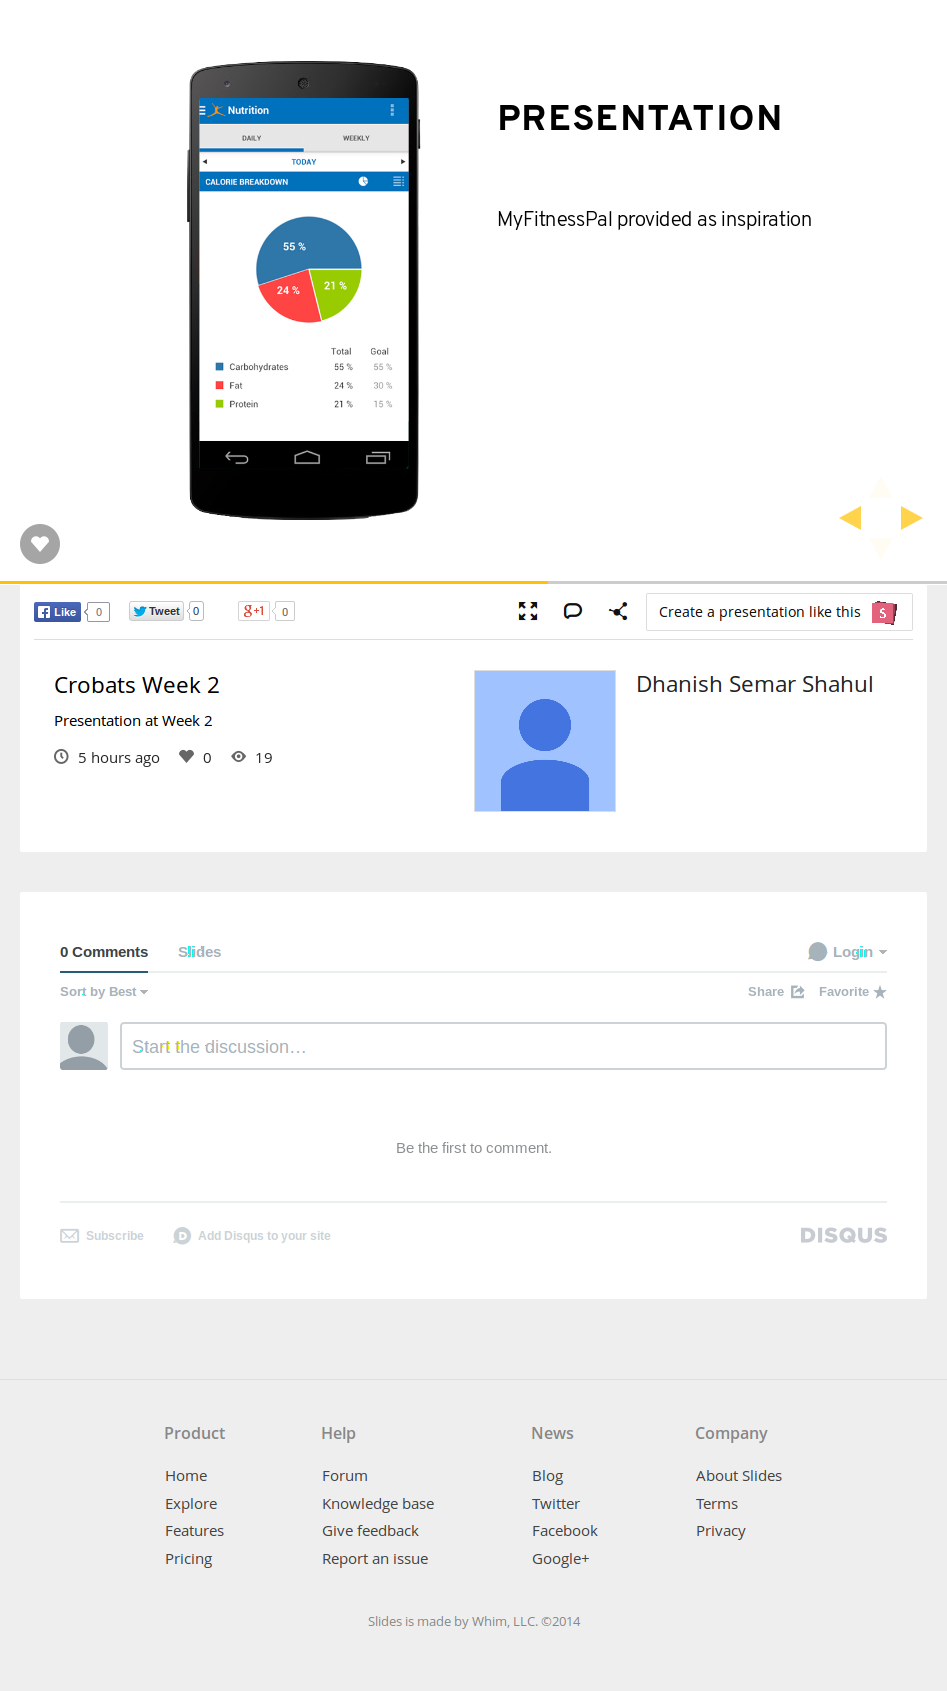 Nutrition
DAILY WEEKLY
TODAY
CALORIE BREAKDOWN
55 %
24 % 21 %
Total Goal
Carbohydrates 55 % 55 %
Fat 24 % 30 %
Protein 21 % 15 %
PRESENTATION
MyFitnessPal provided as inspiration
Like 0 Tweet 0 g+1 0 Create a presentation like this S
Crobats Week 2
Presentation at Week 2
5 hours ago 0 19
Dhanish Semar Shahul
0 Comments Slides Login
Sort by Best Share Favorite
Start the discussion…
Be the first to comment.
Subscribe D Add Disqus to your site DISQUS
Product
Home
Explore
Features
Pricing
Help
Forum
Knowledge base
Give feedback
Report an issue
News
Blog
Twitter
Facebook
Google+
Company
About Slides
Terms
Privacy
Slides is made by Whim, LLC. ©2014